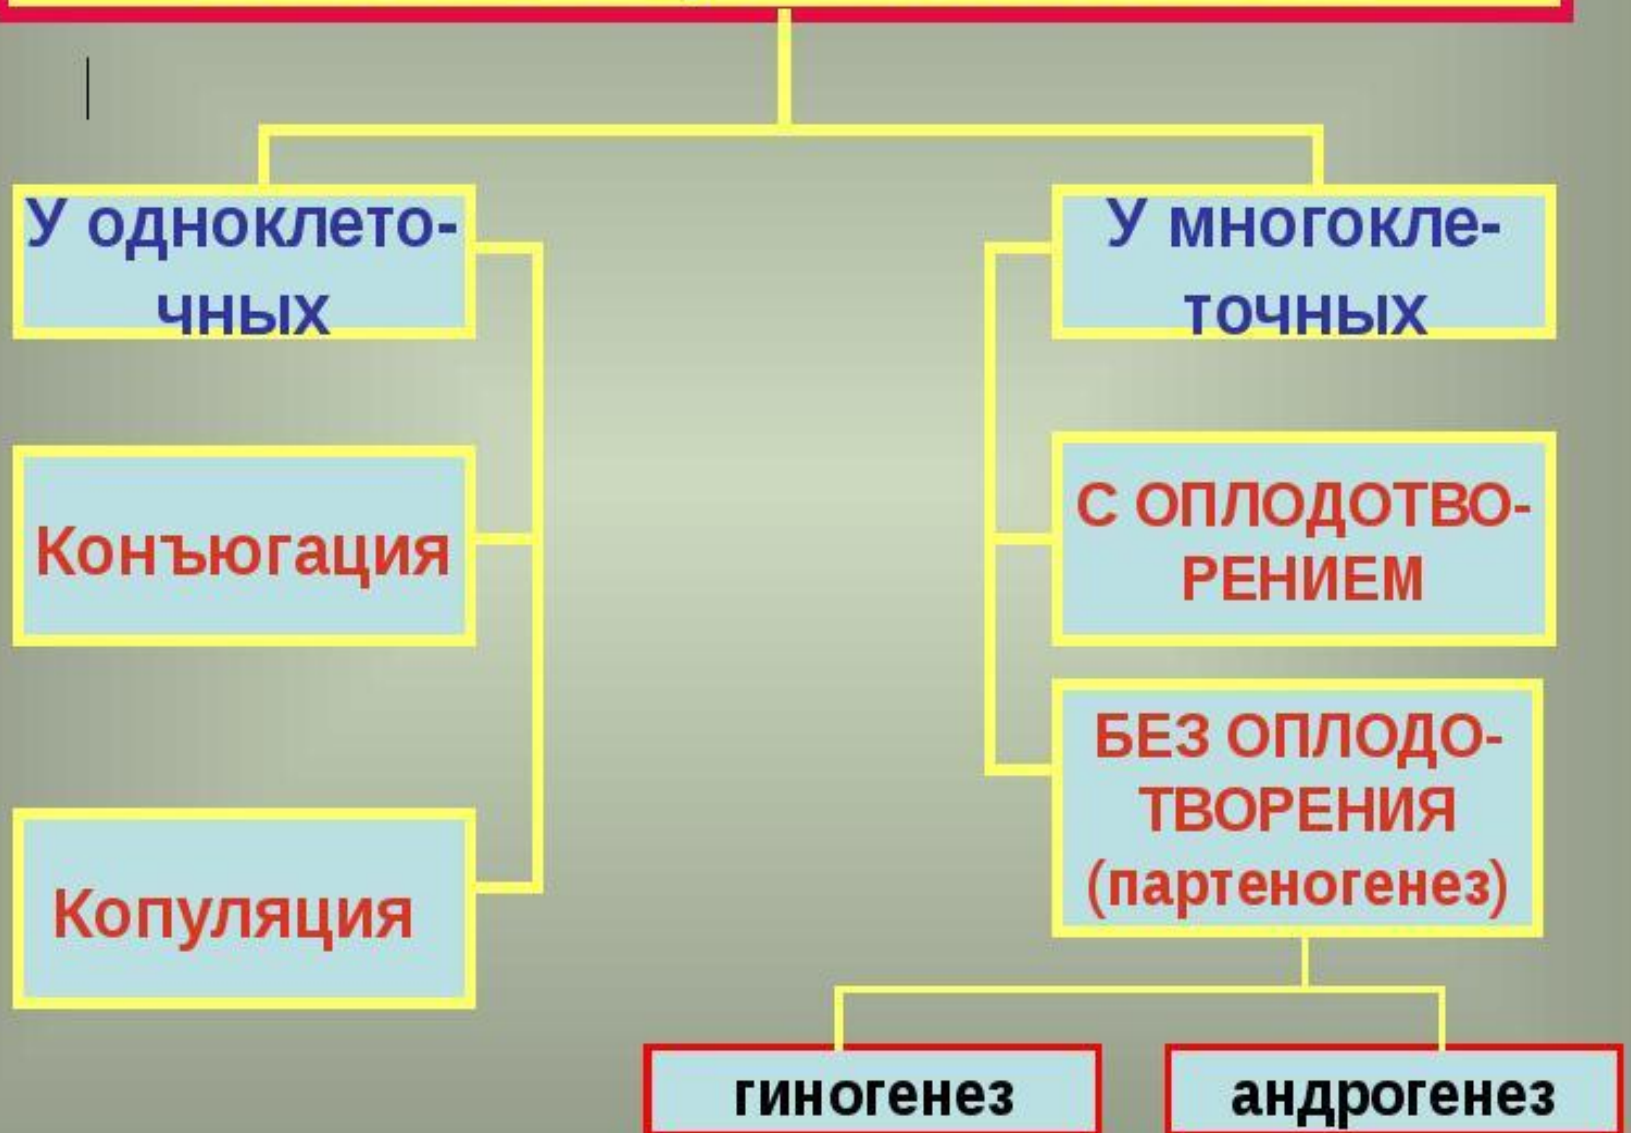 У одноклето-
чных
У многокле-
точных
Конъюгация
С ОПЛОДОТВО-
РЕНИЕМ
Копуляция
БЕЗ ОПЛОДО-
ТВОРЕНИЯ
(партеногенез)
гиногенез
андрогенез